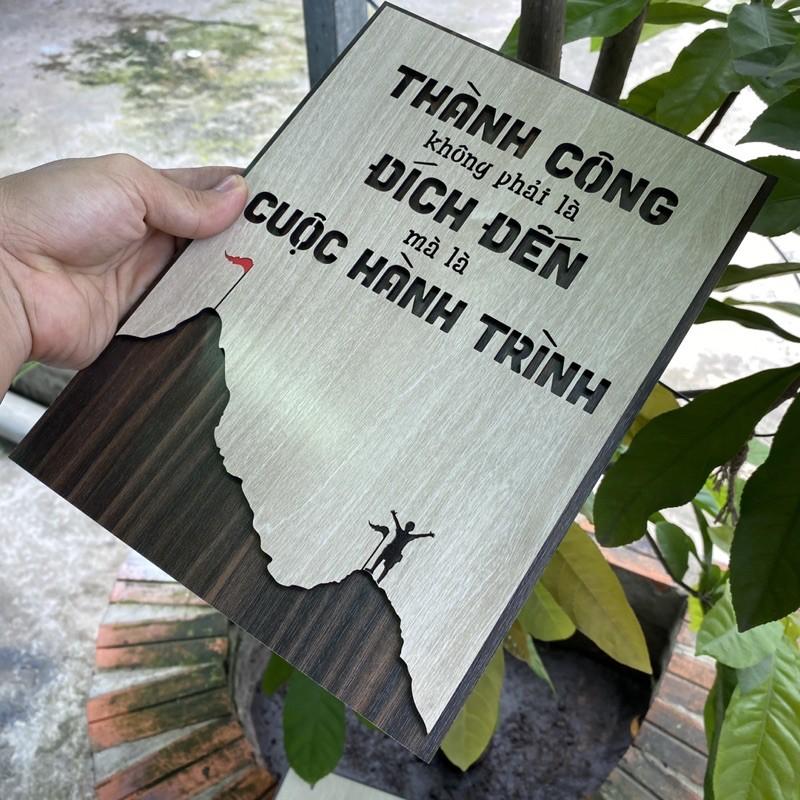 THÀNH CÔNG
không phải là
ĐÍCH ĐẾN
mà là
CUỘC HÀNH TRÌNH